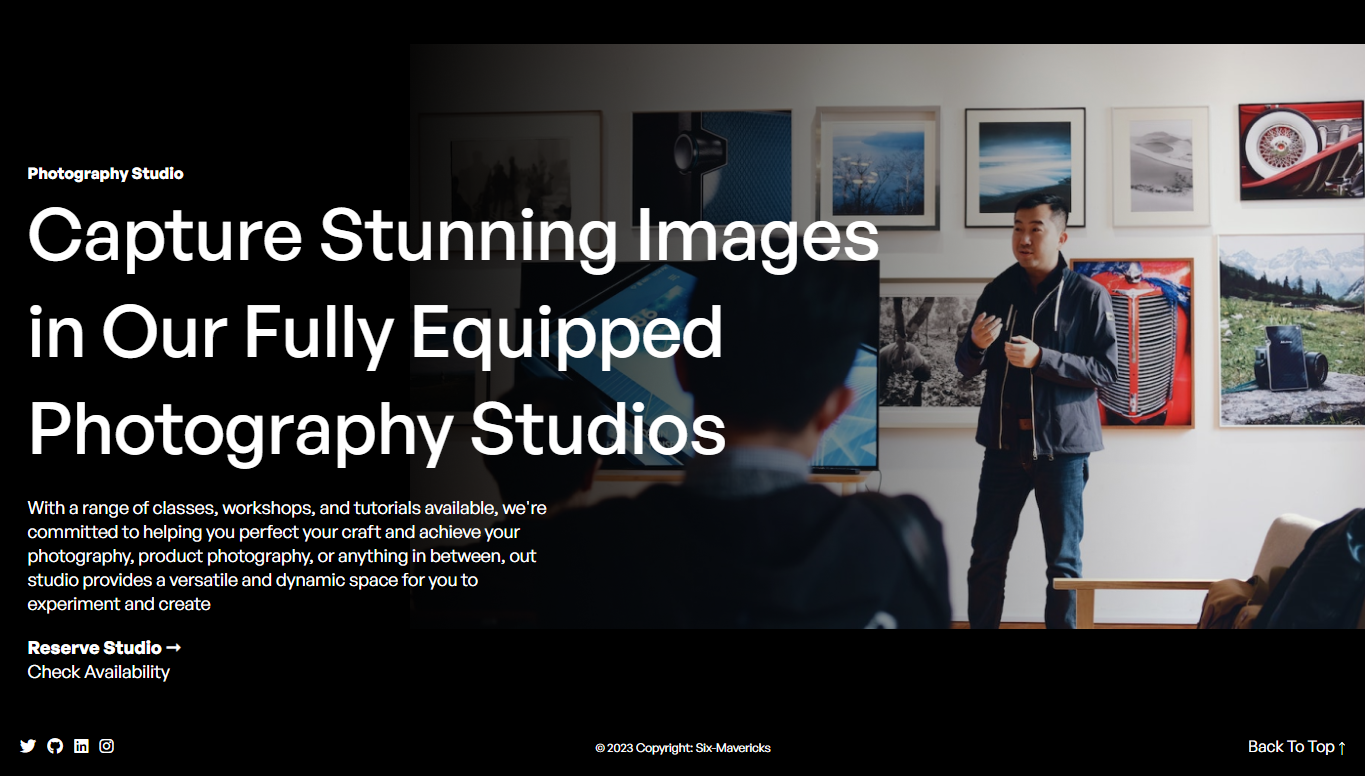 Photography Studio
Capture Stunning Images
in Our Fully Equipped
Photography Studios
With a range of classes, workshops, and tutorials available, we're
committed to helping you perfect your craft and achieve your
photography, product photography, or anything in between, out
studio provides a versatile and dynamic space for you to
experiment and create
Reserve Studio →
Check Availability
© 2023 Copyright: Six-Mavericks
Back To Top ↑